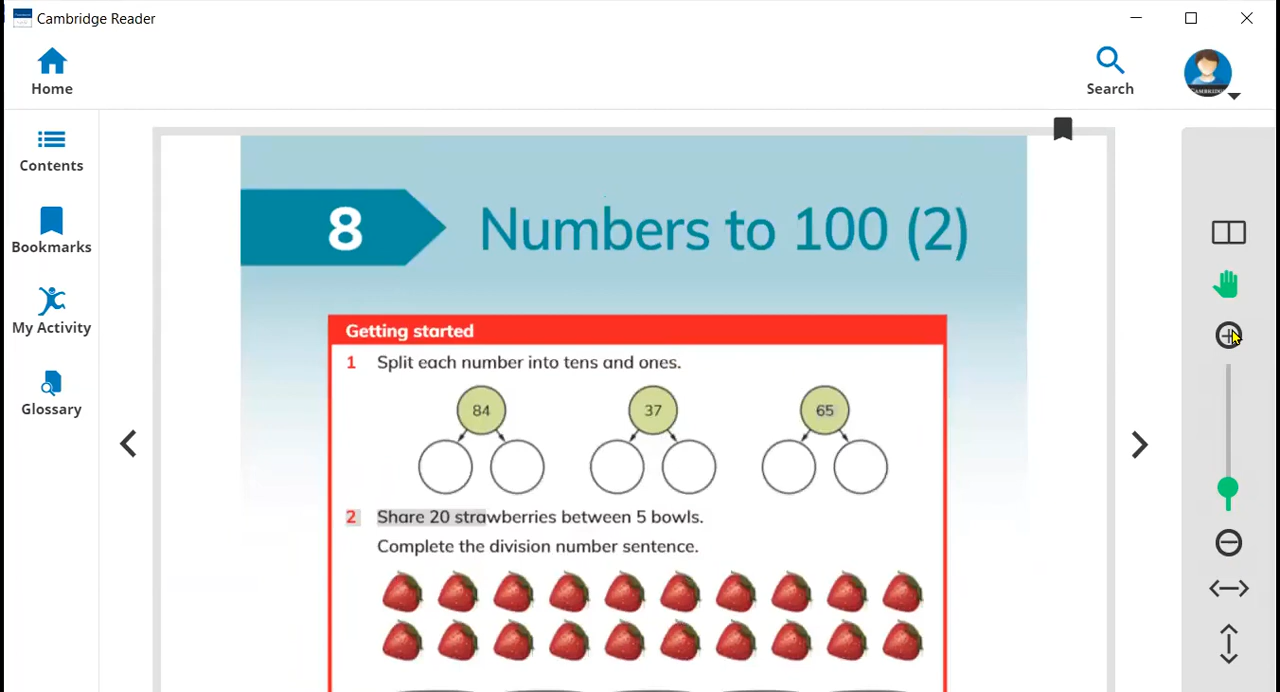 Cambridge Reader
Home
Search
Contents
Bookmarks
My Activity
Glossary
8 Numbers to 100 (2)
Getting started
1 Split each number into tens and ones.
84 37 65
2 Share 20 strawberries between 5 bowls.
Complete the division number sentence.